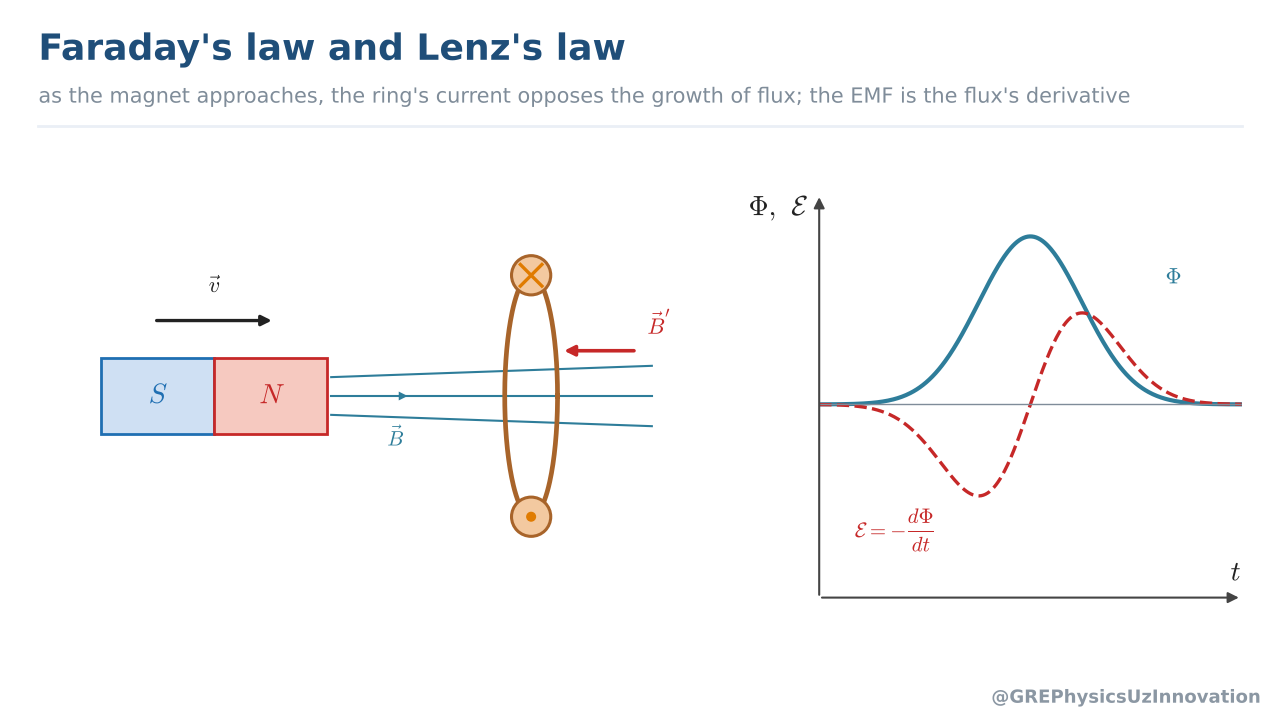 Faraday's law and Lenz's law
as the magnet approaches, the ring's current opposes the growth of flux; the EMF is the flux's derivative
Φ, ℰ
Φ
v⃗
B⃗′
S
N
B⃗
ℰ = −dΦ/dt
t
@GREPhysicsUzInnovation